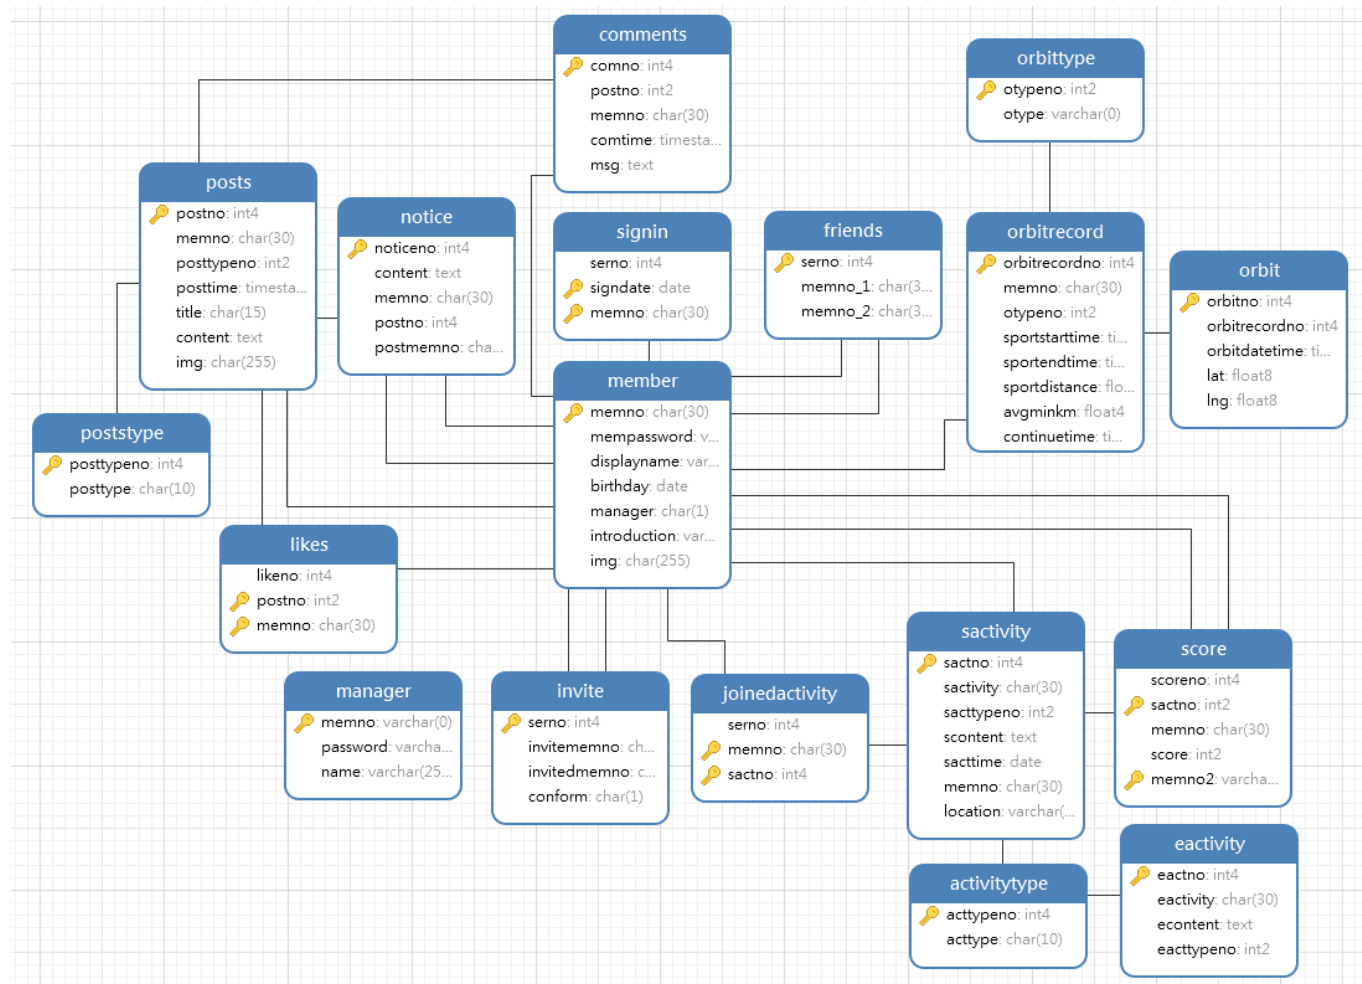 comments
comno: int4
postno: int2
memno: char(30)
comtime: timesta...
msg: text
orbittype
otypeno: int2
otype: varchar(0)
posts
postno: int4
memno: char(30)
posttypeno: int2
posttime: timesta...
title: char(15)
content: text
img: char(255)
notice
noticeno: int4
content: text
memno: char(30)
postno: int4
postmemno: cha...
signin
serno: int4
signdate: date
memno: char(30)
friends
serno: int4
memno_1: char(3...
memno_2: char(3...
orbitrecord
orbitrecordno: int4
memno: char(30)
otypeno: int2
sportstarttime: ti...
sportendtime: ti...
sportdistance: flo...
avgminkm: float4
continuetime: ti...
orbit
orbitno: int4
orbitrecordno: int4
orbitdatetime: ti...
lat: float8
lng: float8
member
memno: char(30)
mempassword: v...
displayname: var...
birthday: date
manager: char(1)
introduction: var...
img: char(255)
poststype
posttypeno: int4
posttype: char(10)
likes
likeno: int4
postno: int2
memno: char(30)
manager
memno: varchar(0)
password: varcha...
name: varchar(25...
invite
serno: int4
invitememno: ch...
invitedmemno: c...
conform: char(1)
joinedactivity
serno: int4
memno: char(30)
sactno: int4
sactivity
sactno: int4
sactivity: char(30)
sacttypeno: int2
scontent: text
sacttime: date
memno: char(30)
location: varchar(...
score
scoreno: int4
sactno: int2
memno: char(30)
score: int2
memno2: varcha...
activitytype
acttypeno: int4
acttype: char(10)
eactivity
eactno: int4
eactivity: char(30)
econtent: text
eacttypeno: int2